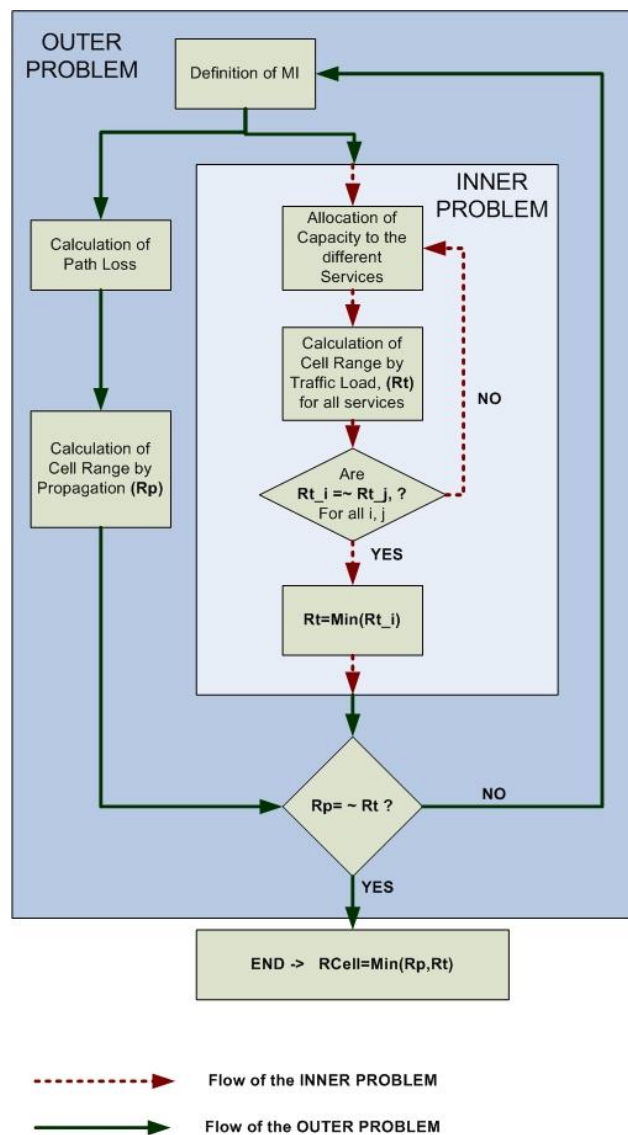 OUTER
PROBLEM
Definition of MI
INNER
PROBLEM
Allocation of
Capacity to the
different
Services
Calculation of
Path Loss
Calculation of
Cell Range by
Traffic Load, (Rt)
for all services
NO
Calculation of
Cell Range by
Propagation (Rp)
Are
Rt_i =~ Rt_j, ?
For all i, j
YES
Rt=Min(Rt_i)
Rp= ~ Rt ?
NO
YES
END -> RCell=Min(Rp,Rt)
Flow of the INNER PROBLEM
Flow of the OUTER PROBLEM